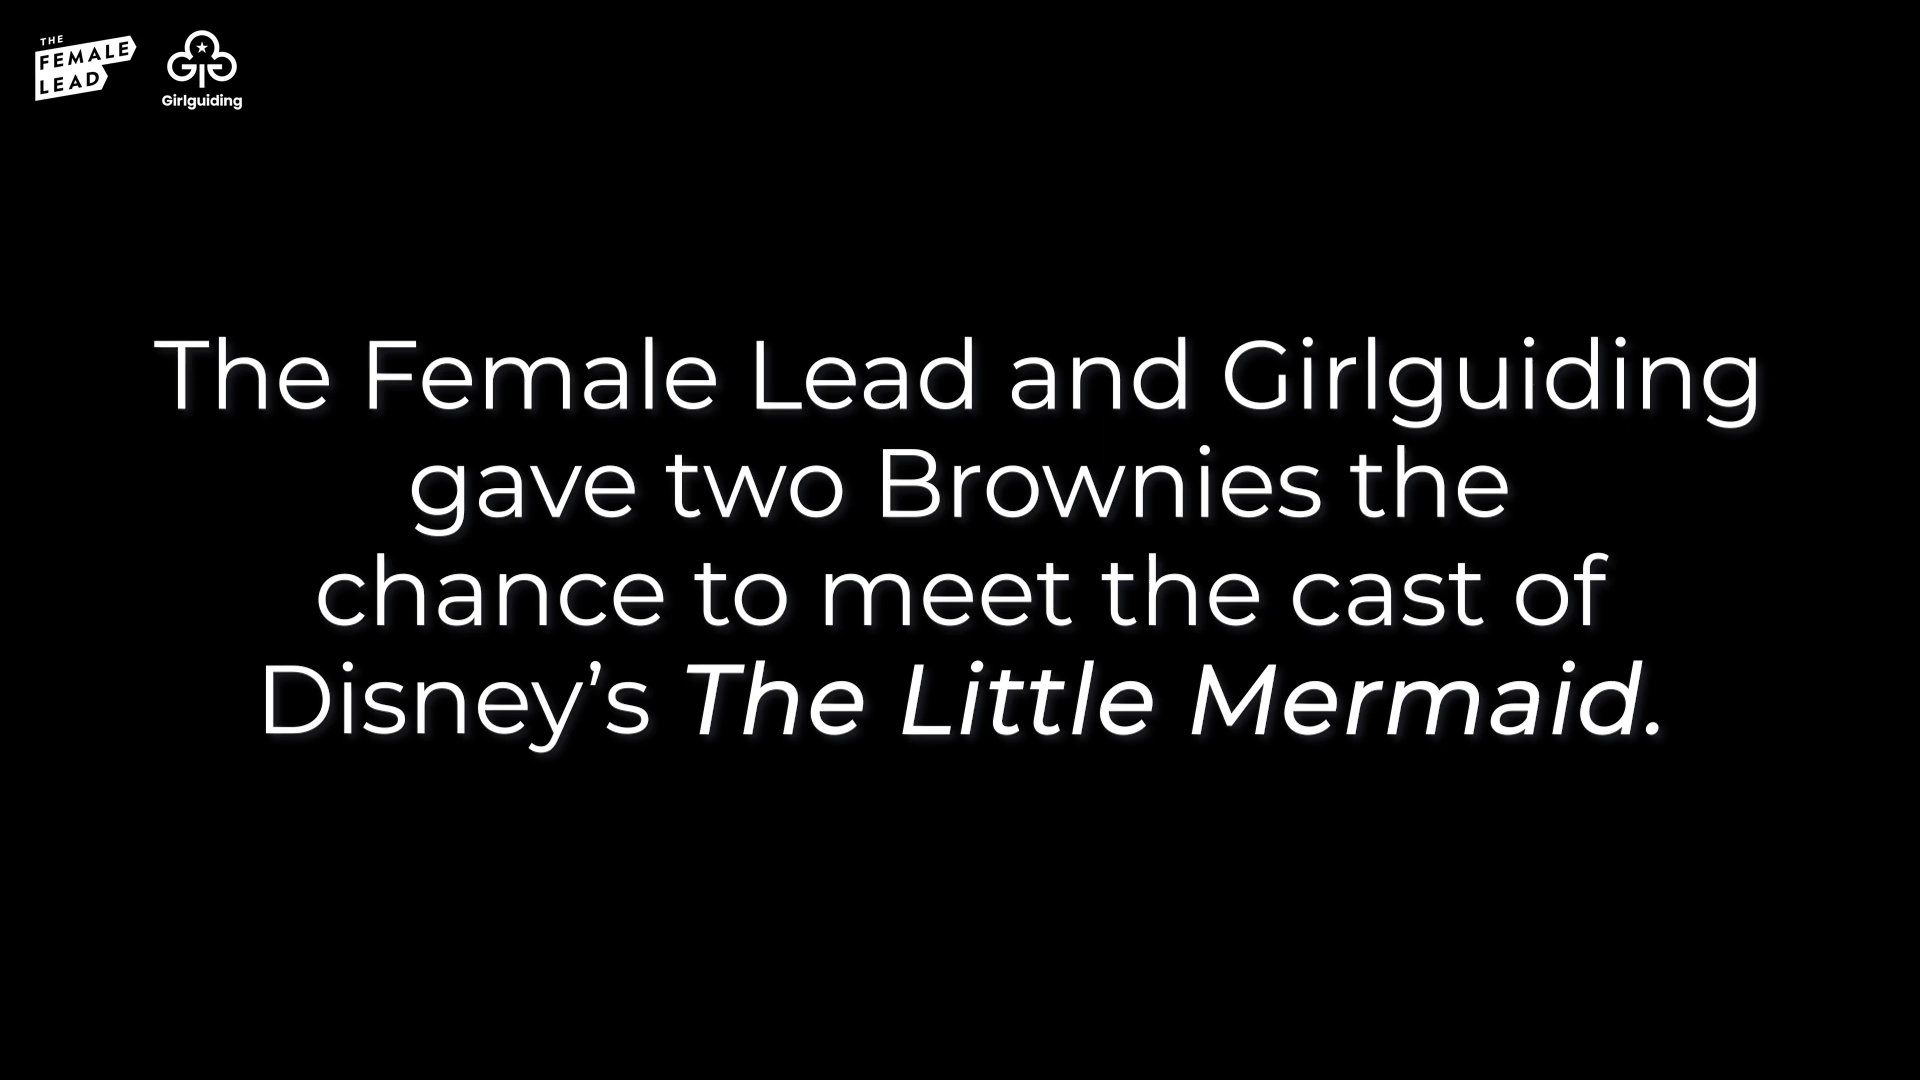 THE
FEMALE
LEAD
Girlguiding
The Female Lead and Girlguiding
gave two Brownies the
chance to meet the cast of
Disney’s The Little Mermaid.